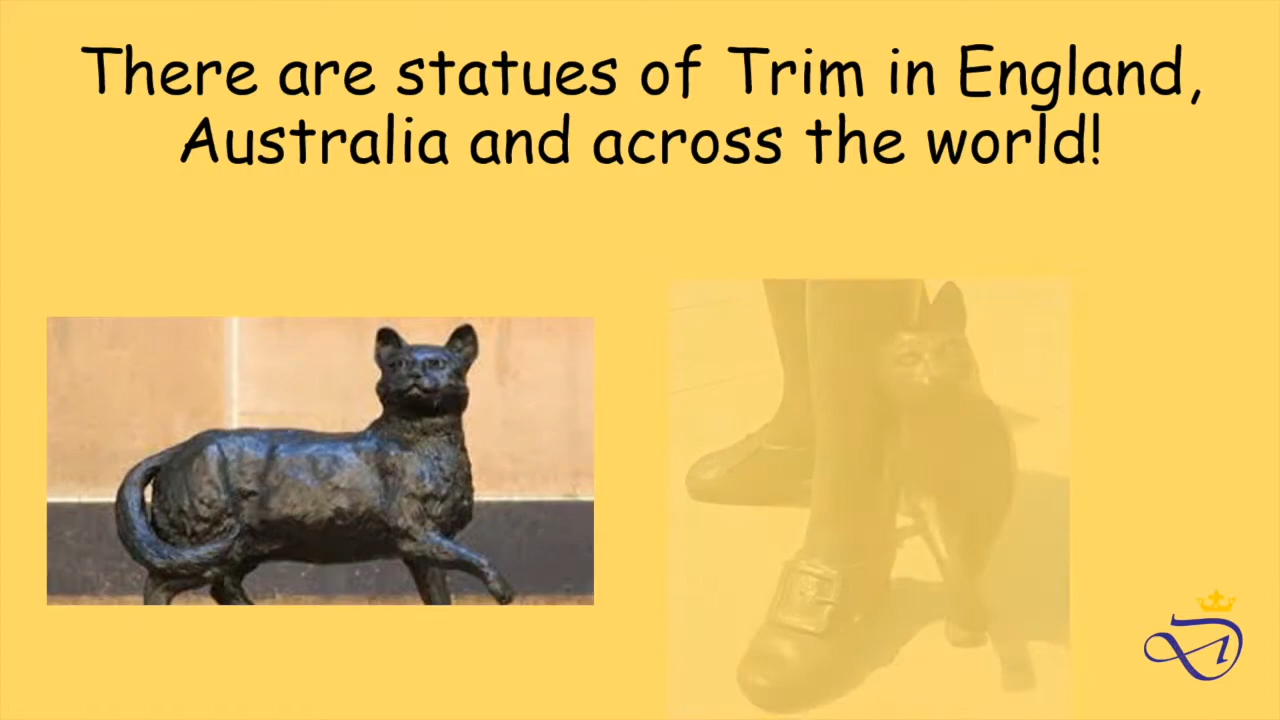 There are statues of Trim in England,
Australia and across the world!